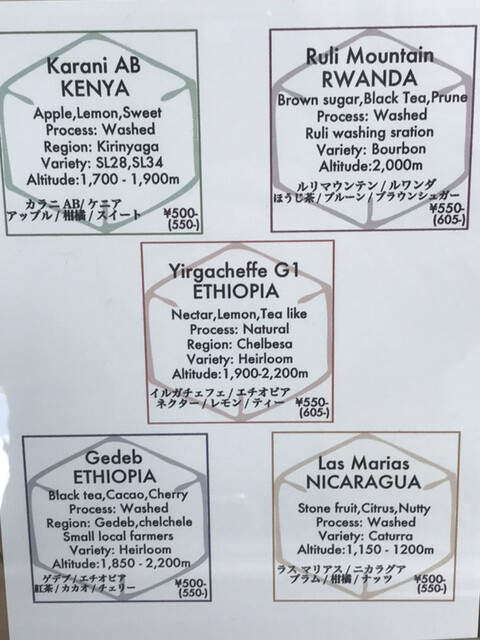 Karani AB
KENYA
Apple,Lemon,Sweet
Process: Washed
Region: Kirinyaga
Variety: SL28,SL34
Altitude:1,700 - 1,900m
カラニ AB/ ケニア
アップル / 柑橘 / スイート
¥500-
(550-)
Ruli Mountain
RWANDA
Brown sugar,Black Tea,Prune
Process: Washed
Ruli washing sration
Variety: Bourbon
Altitude:2,000m
ルリマウンテン / ルワンダ
ほうじ茶 / プルーン / ブラウンシュガー
¥550-
(605-)
Yirgacheffe G1
ETHIOPIA
Nectar,Lemon,Tea like
Process: Natural
Region: Chelbesa
Variety: Heirloom
Altitude:1,900-2,200m
イルガチェフェ / エチオピア
ネクター / レモン / ティー
¥550-
(605-)
Gedeb
ETHIOPIA
Black tea,Cacao,Cherry
Process: Washed
Region: Gedeb,chelchele
Small local farmers
Variety: Heirloom
Altitude:1,850 - 2,200m
ゲデブ / エチオピア
紅茶 / カカオ / チェリー
¥500-
(550-)
Las Marias
NICARAGUA
Stone fruit,Citrus,Nutty
Process: Washed
Variety: Caturra
Altitude:1,150 - 1200m
ラス マリアス / ニカラグア
プラム / 柑橘 / ナッツ
¥500-
(550-)